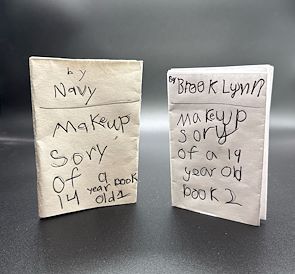 by
Navy
Makeup
Sory
Of a
year book
14 old 1
By Brook Lynn
Makeup
Sory
of a 14
year old
book 2